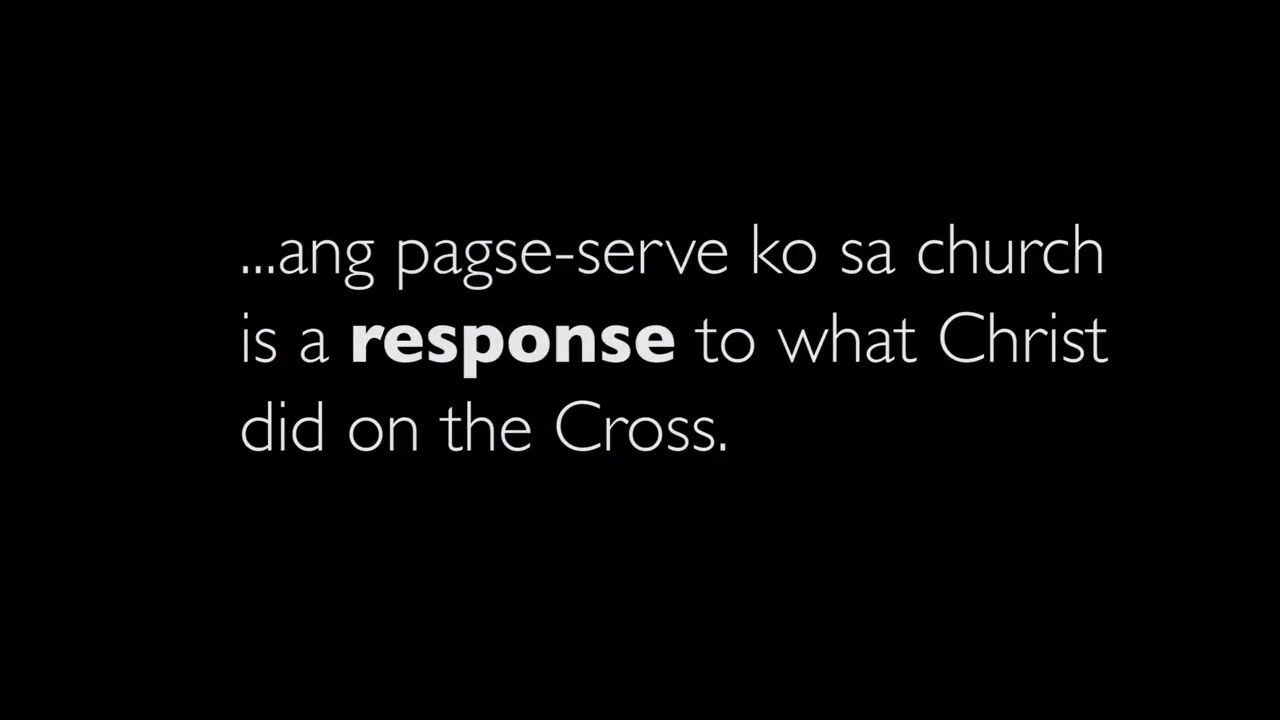 ...ang pagse-serve ko sa church
is a response to what Christ
did on the Cross.